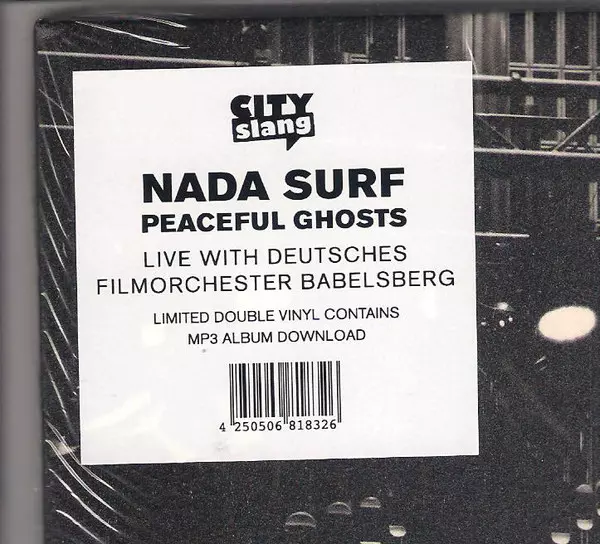 CITY
slang
NADA SURF
PEACEFUL GHOSTS
LIVE WITH DEUTSCHES
FILMORCHESTER BABELSBERG
LIMITED DOUBLE VINYL CONTAINS
MP3 ALBUM DOWNLOAD
4 250506 818326